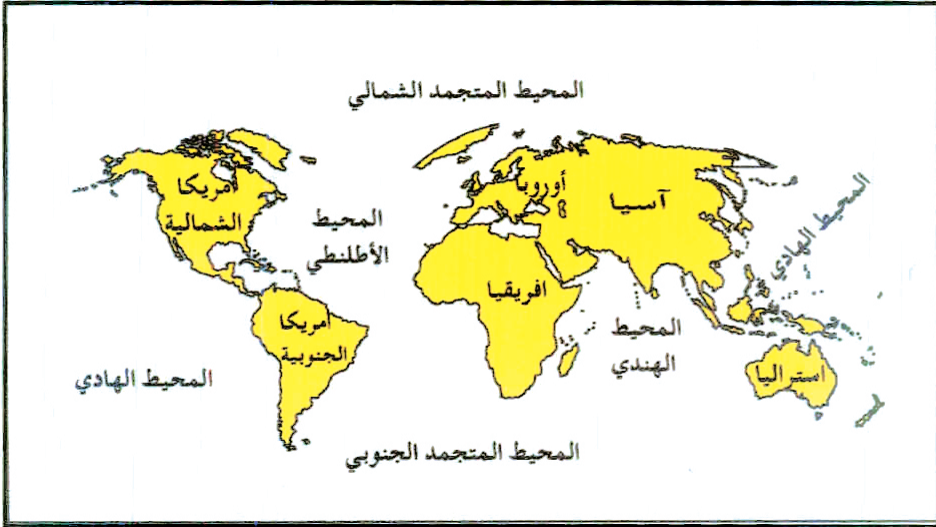 المحيط المتجمد الشمالي
أمريكا
الشمالية
المحيط
الأطلنطي
أوروبا
آسيا
المحيط الهادي
افريقيا
المحيط
الهندي
أمريكا
الجنوبية
المحيط الهادي
استراليا
المحيط المتجمد الجنوبي